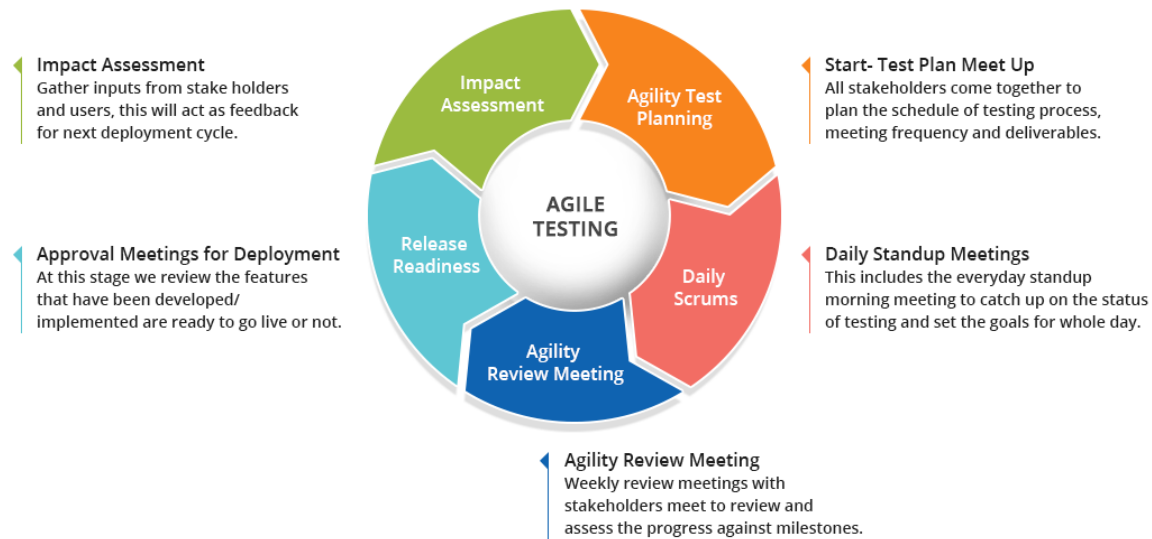 Impact Assessment
Gather inputs from stake holders
and users, this will act as feedback
for next deployment cycle.
Start- Test Plan Meet Up
All stakeholders come together to
plan the schedule of testing process,
meeting frequency and deliverables.
Impact
Assessment
Agility Test
Planning
AGILE
TESTING
Release
Readiness
Daily
Scrums
Agility
Review Meeting
Approval Meetings for Deployment
At this stage we review the features
that have been developed/
implemented are ready to go live or not.
Daily Standup Meetings
This includes the everyday standup
morning meeting to catch up on the status
of testing and set the goals for whole day.
Agility Review Meeting
Weekly review meetings with
stakeholders meet to review and
assess the progress against milestones.